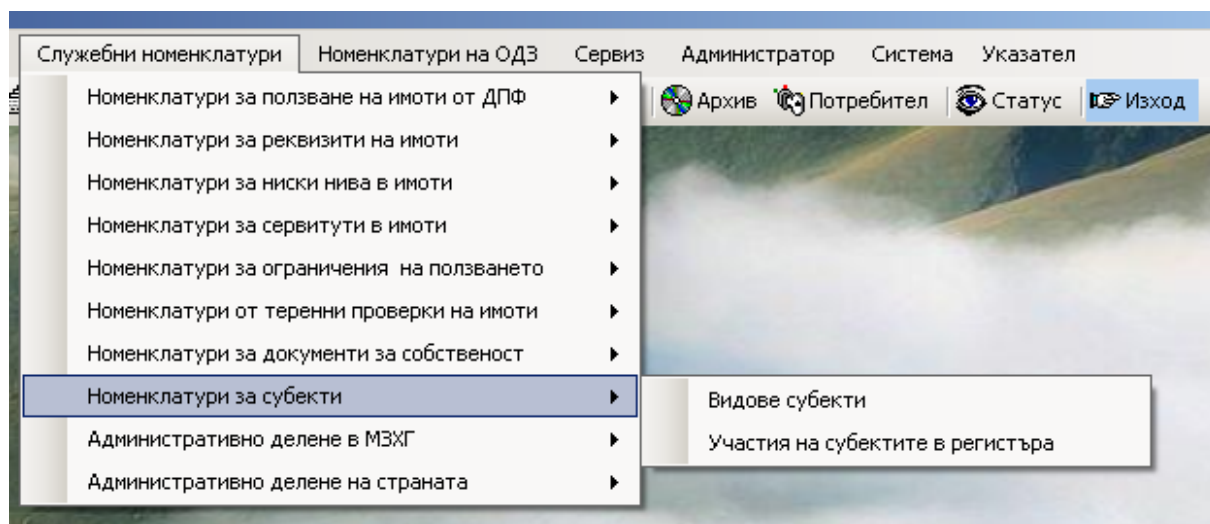 Служебни номенклатури Номенклатури на ОДЗ Сервиз Администратор Система Указател
Архив Потребител Статус Изход
Номенклатури за ползване на имоти от ДПФ
Номенклатури за реквизити на имоти
Номенклатури за ниски нива в имоти
Номенклатури за сервитути в имоти
Номенклатури за ограничения на ползването
Номенклатури от теренни проверки на имоти
Номенклатури за документи за собственост
Номенклатури за субекти
Административно делене в МЗХГ
Административно делене на страната
Видове субекти
Участия на субектите в регистъра